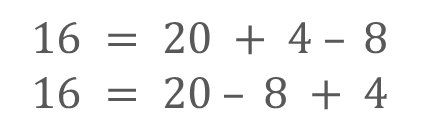 16 = 20 + 4 – 8
16 = 20 – 8 + 4